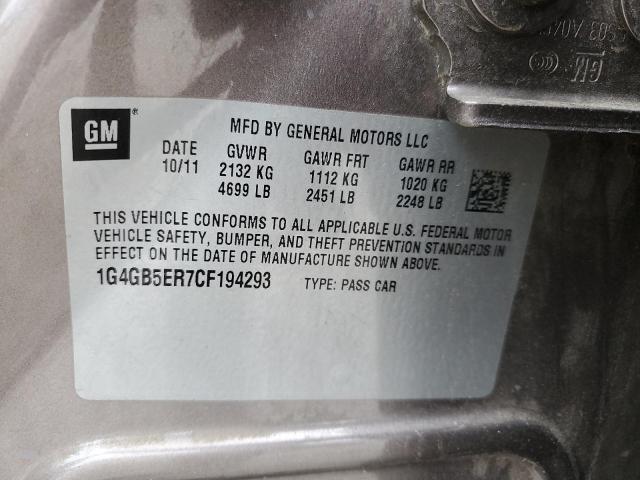 GM
MFD BY GENERAL MOTORS LLC
DATE GVWR GAWR FRT GAWR RR
10/11 2132 KG 1112 KG 1020 KG
4699 LB 2451 LB 2248 LB
THIS VEHICLE CONFORMS TO ALL APPLICABLE U.S. FEDERAL MOTOR
VEHICLE SAFETY, BUMPER, AND THEFT PREVENTION STANDARDS IN
EFFECT ON THE DATE OF MANUFACTURE SHOWN ABOVE.
1G4GB5ER7CF194293 TYPE: PASS CAR
GM